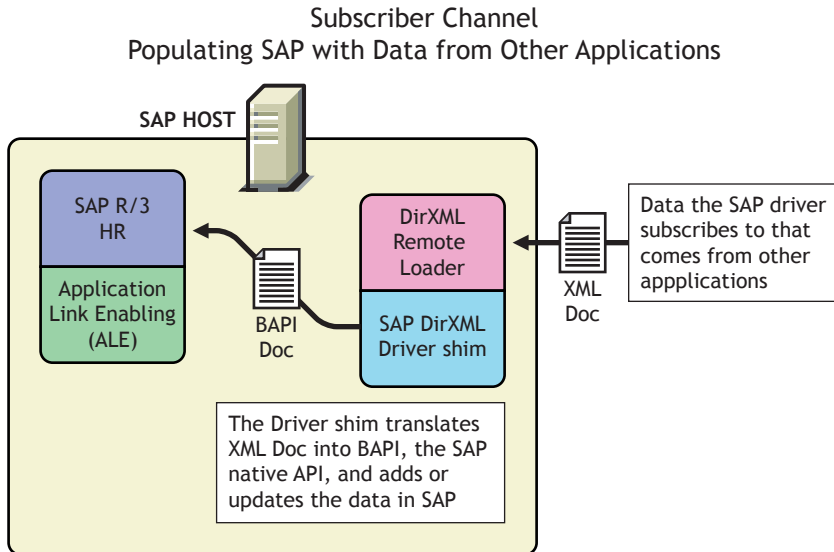 Subscriber Channel
Populating SAP with Data from Other Applications
SAP HOST
SAP R/3
HR
Application
Link Enabling
(ALE)
BAPI
Doc
DirXML
Remote
Loader
SAP DirXML
Driver shim
XML
Doc
Data the SAP driver
subscribes to that
comes from other
appplications
The Driver shim translates
XML Doc into BAPI, the SAP
native API, and adds or
updates the data in SAP